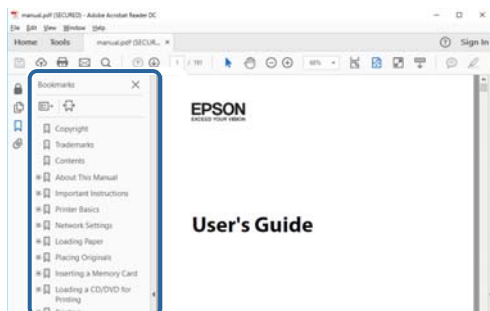 manual.pdf (SECURED) - Adobe Acrobat Reader DC
File Edit View Window Help
Home Tools manual.pdf (SECUR... × Sign In
1 / 191
Bookmarks
Copyright
Trademarks
Contents
About This Manual
Important Instructions
Printer Basics
Network Settings
Loading Paper
Placing Originals
Inserting a Memory Card
Loading a CD/DVD for
Printing
EPSON
EXCEED YOUR VISION
User's Guide